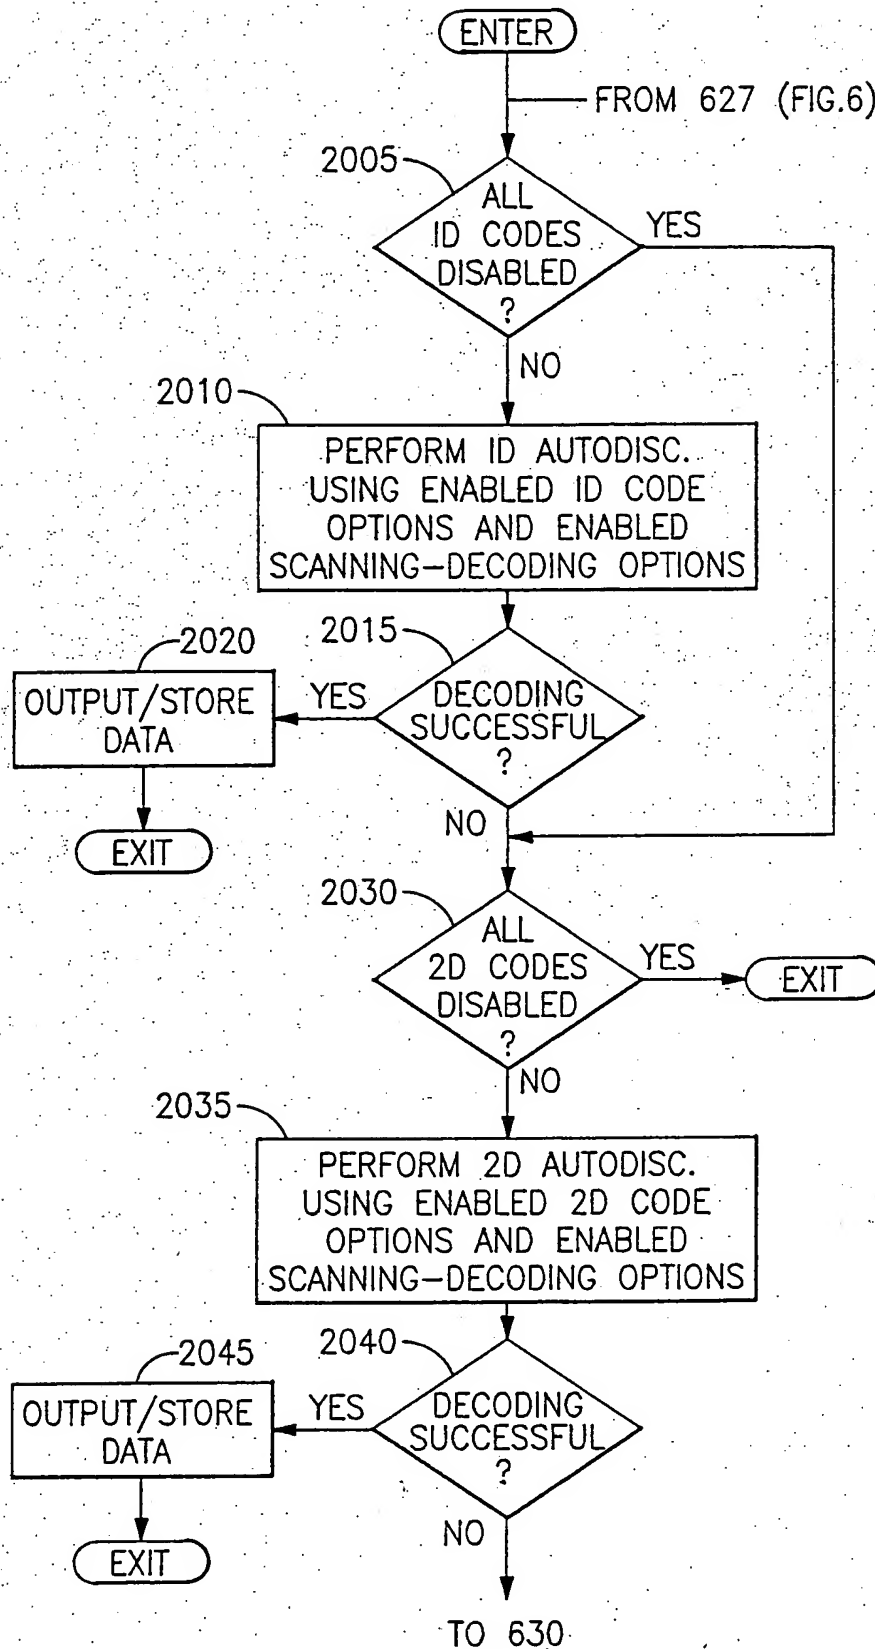 ENTER
FROM 627 (FIG.6)
2005
ALL
1D CODES
DISABLED
?
YES
NO
2010
PERFORM 1D AUTODISC.
USING ENABLED 1D CODE
OPTIONS AND ENABLED
SCANNING-DECODING OPTIONS
2015
DECODING
SUCCESSFUL
?
YES
2020
OUTPUT/STORE
DATA
EXIT
NO
2030
ALL
2D CODES
DISABLED
?
YES
EXIT
NO
2035
PERFORM 2D AUTODISC.
USING ENABLED 2D CODE
OPTIONS AND ENABLED
SCANNING-DECODING OPTIONS
2040
DECODING
SUCCESSFUL
?
YES
2045
OUTPUT/STORE
DATA
EXIT
NO
TO 630